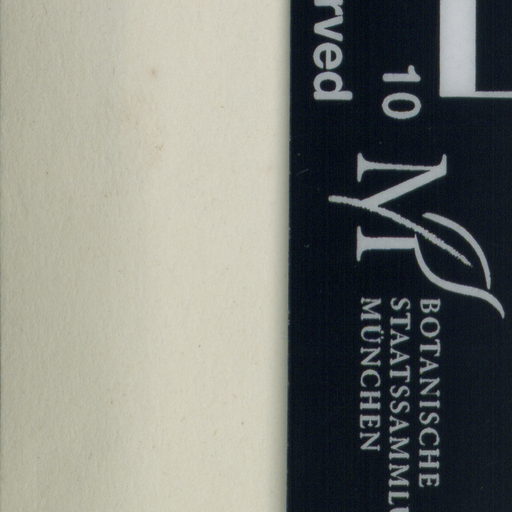 rved
10
M
BOTANISCHE
STAATSSAMML
MÜNCHEN